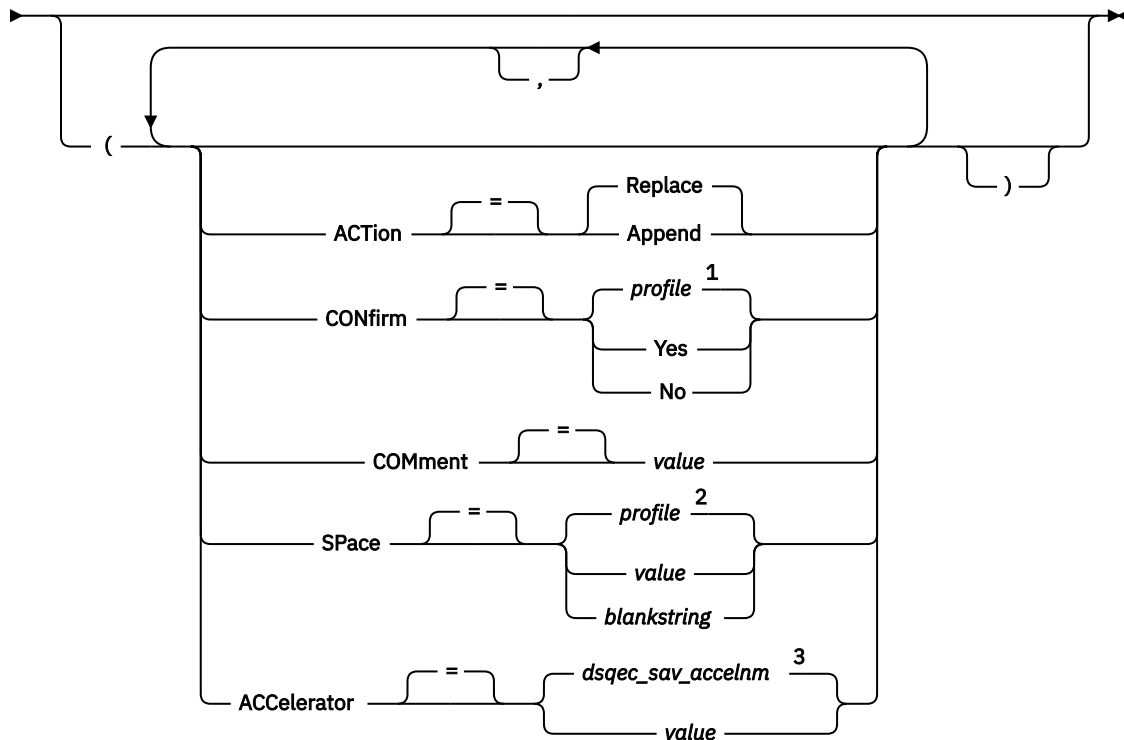 ,
(
)
= Replace
ACTion Append
= profile 1
CONfirm
Yes
No
=
COMment value
= profile 2
SPace
value
blankstring
= dsqec_sav_accelnm 3
ACCelerator
value